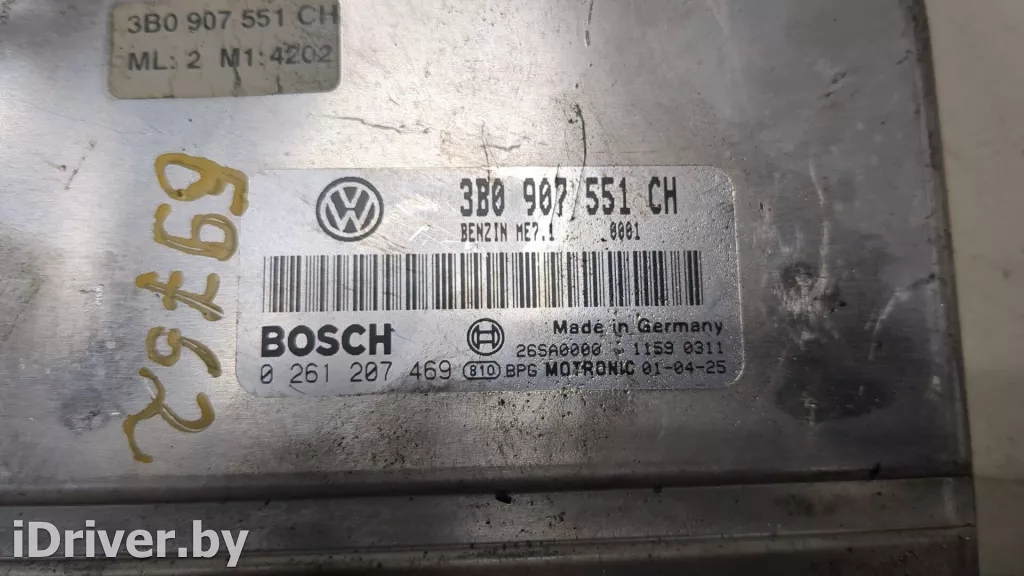 3B0 907 551 CH
ML: 2 M1:4202
3B0 907 551 CH
BENZIN ME7.1 0001
BOSCH
Made in Germany
26SA0000 - 1159 0311
0 261 207 469 810 BPG MOTRONIC 01-04-25
iDriver.by